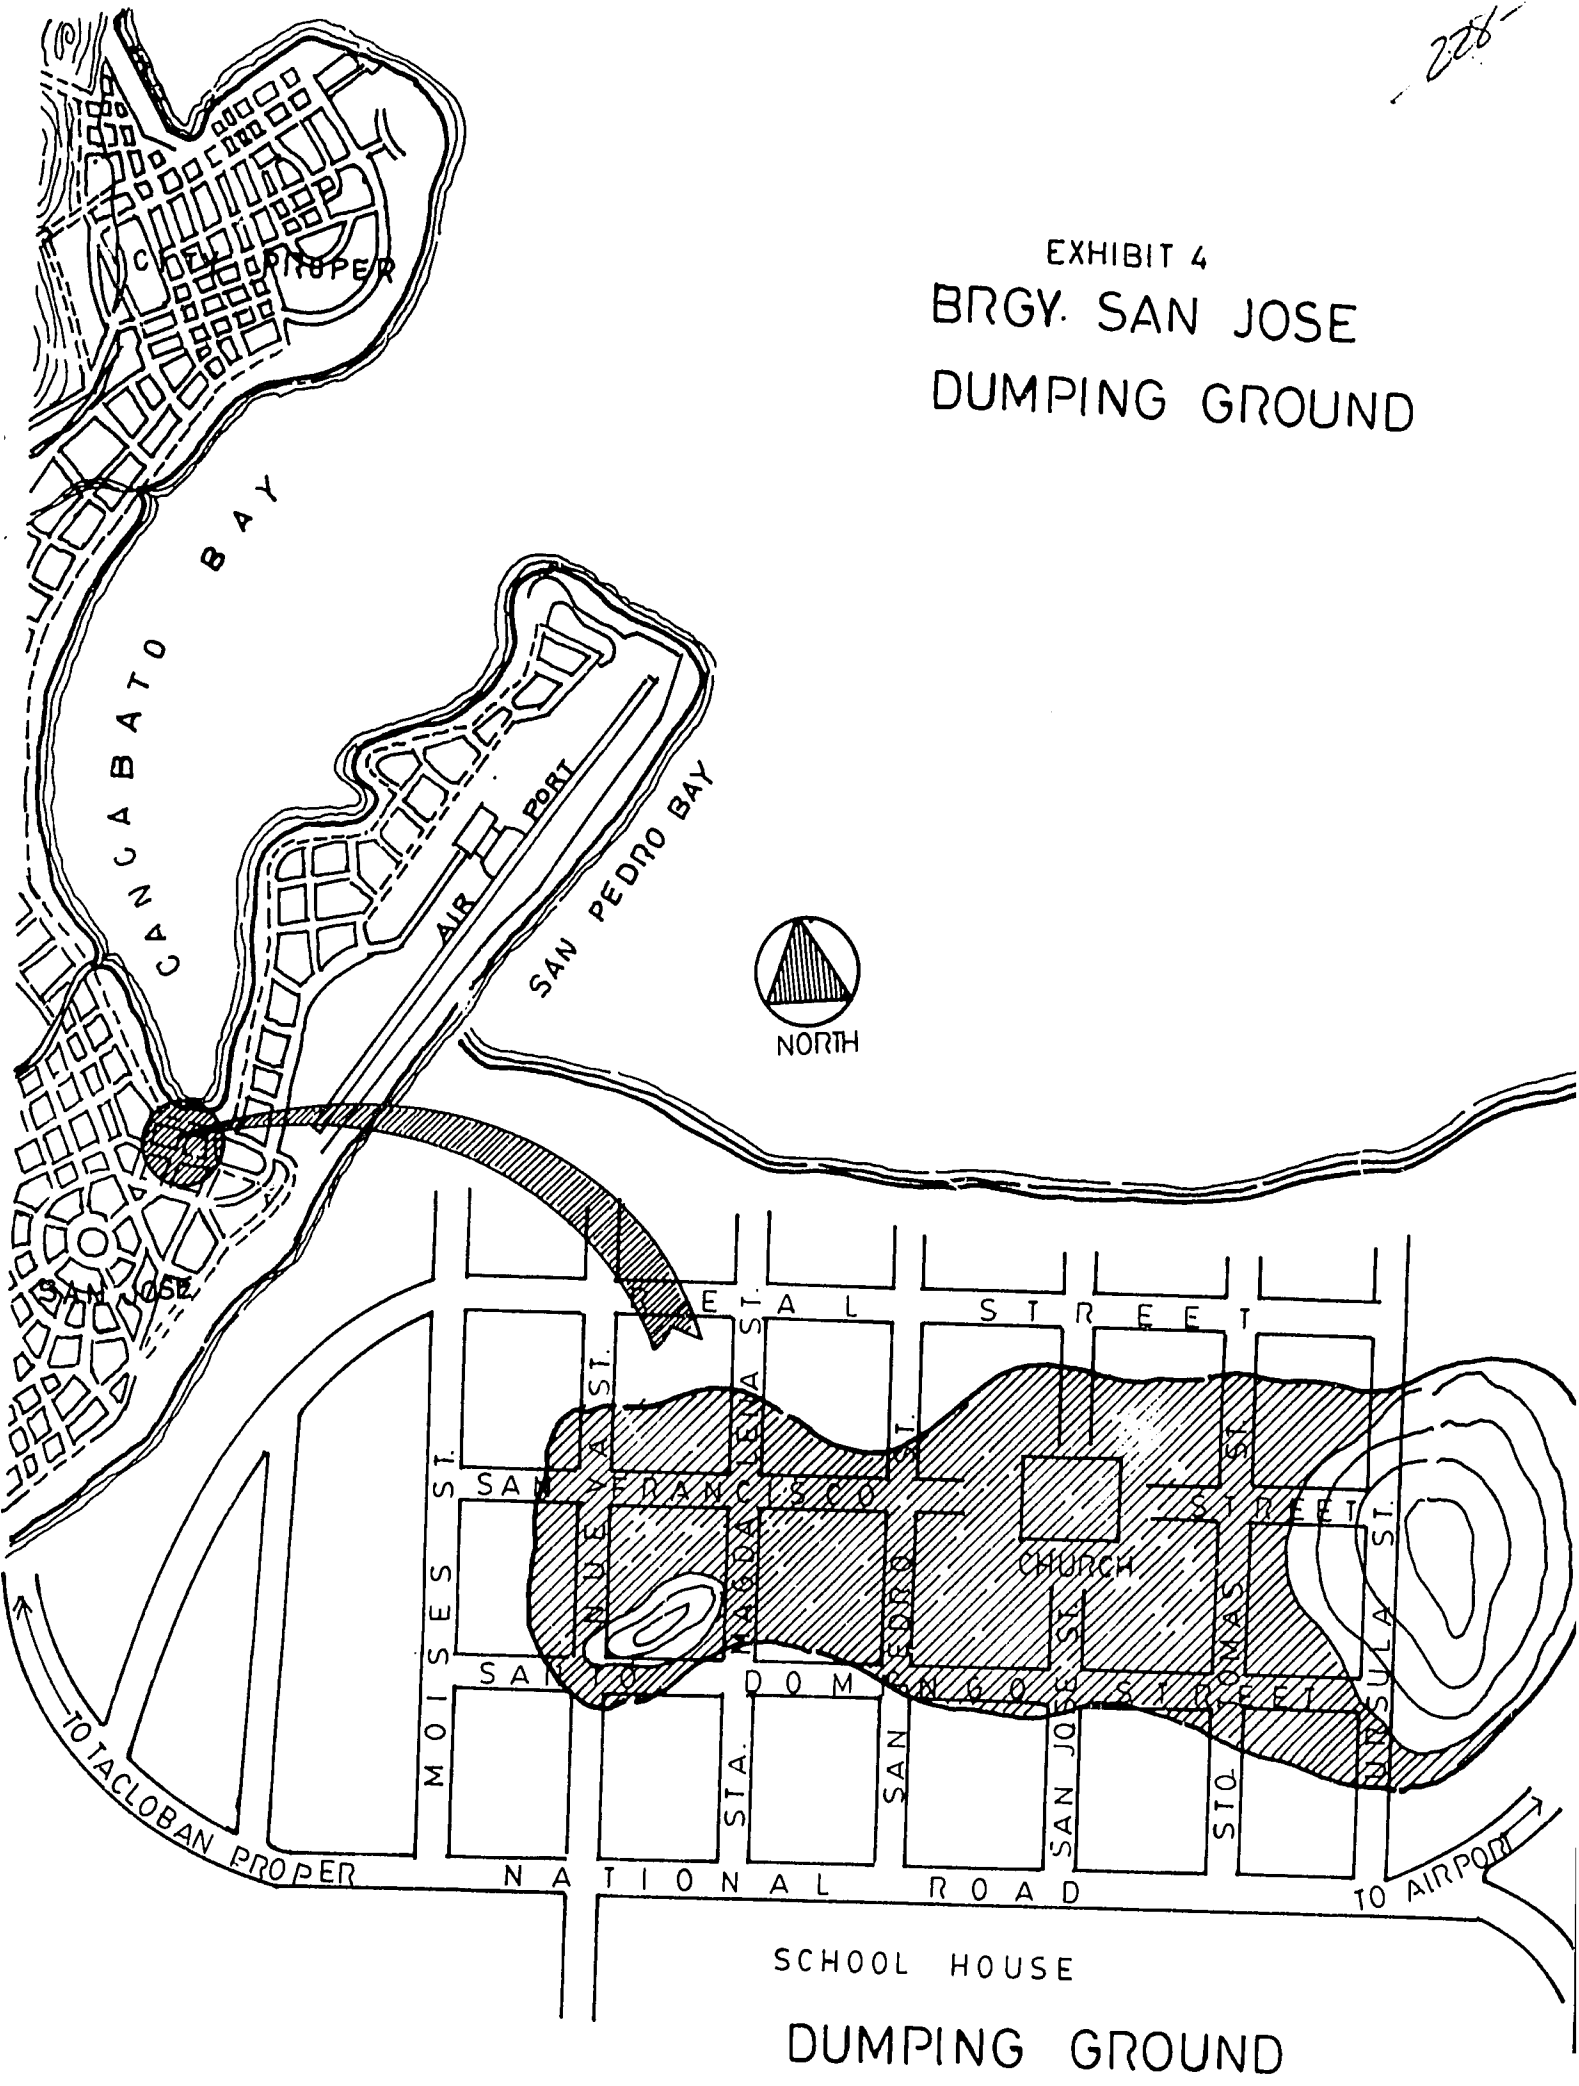 228-
EXHIBIT 4
BRGY. SAN JOSE
DUMPING GROUND
CITY PROPER
CANCABATO BAY
AIR PORT
SAN PEDRO BAY
NORTH
SAN JOSE
EAL STREET
SAN FRANCISCO STREET
CHURCH
DOMINGO STREET
MOISES ST.
NUEVA ST.
STA. MAGDALENA ST.
SAN PEDRO ST.
SAN JOSE ST.
STO. TOMAS ST.
UNSULA ST.
TO TACLOBAN PROPER
NATIONAL ROAD
TO AIRPORT
SCHOOL HOUSE
DUMPING GROUND